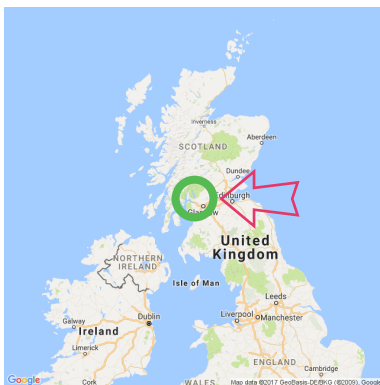 Inverness
Aberdeen
SCOTLAND
Dundee
Edinburgh
Glasgow
United
Kingdom
NORTHERN
IRELAND
Isle of Man
Leeds
Liverpool
Manchester
Dublin
Galway
Ireland
Limerick
ENGLAND
Cambridge
Cork
WALES
Google
Map data ©2017 GeoBasis-DE/BKG (©2009), Google